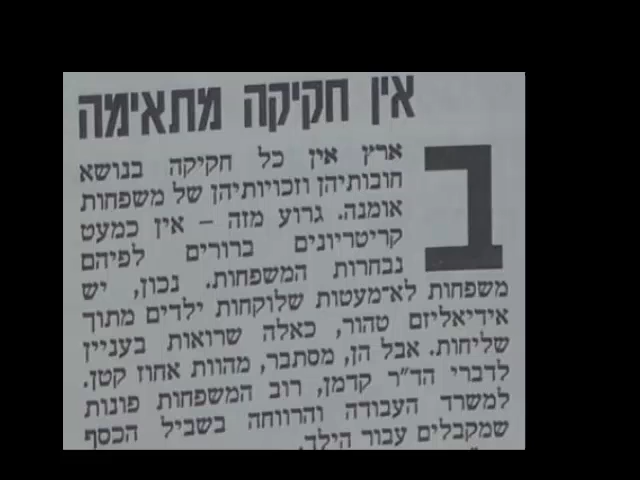 אין חקיקה מתאימה
בארץ אין כל חקיקה בנושא
חובותיהן וזכויותיהן של משפחות
אומנה. גרוע מזה – אין כמעט
קריטריונים ברורים לפיהם
נבחרות המשפחות. נכון, יש
משפחות לא־מעטות שלוקחות ילדים מתוך
אידיאליזם טהור, כאלה שרואות בעניין
שליחות. אבל הן, מסתבר, מהוות אחוז קטן.
לדברי הד"ר קדמן, רוב המשפחות פונות
למשרד העבודה והרווחה בשביל הכסף
שמקבלים עבור הילד.